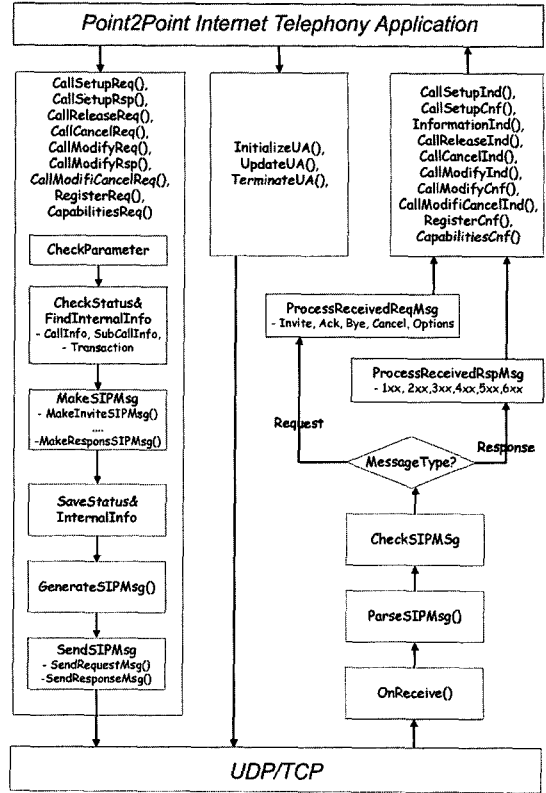 Point2Point Internet Telephony Application
CallSetupReq(),
CallSetupRsp(),
CallReleaseReq(),
CallCancelReq(),
CallModifyReq(),
CallModifyRsp(),
CallModifiCancelReq(),
RegisterReq(),
CapabilitiesReq()
CheckParameter
CheckStatus&
FindInternalInfo
- CallInfo, SubCallInfo,
- Transaction
MakeSIPMsg
- MakeInviteSIPMsg()
....
-MakeResponsSIPMsg()
SaveStatus&
InternalInfo
GenerateSIPMsg()
SendSIPMsg
- SendRequestMsg()
-SendResponseMsg()
InitializeUA(),
UpdateUA(),
TerminateUA(),
CallSetupInd(),
CallSetupCnf(),
InformationInd(),
CallReleaseInd(),
CallCancelInd(),
CallModifyInd(),
CallModifyCnf(),
CallModifiCancelInd(),
RegisterCnf(),
CapabilitiesCnf()
ProcessReceivedReqMsg
- Invite, Ack, Bye, Cancel, Options
ProcessReceivedRspMsg
- 1xx, 2xx,3xx,4xx,5xx,6xx
Request
Response
MessageType?
CheckSIPMSg
ParseSIPMsg()
OnReceive()
UDP/TCP